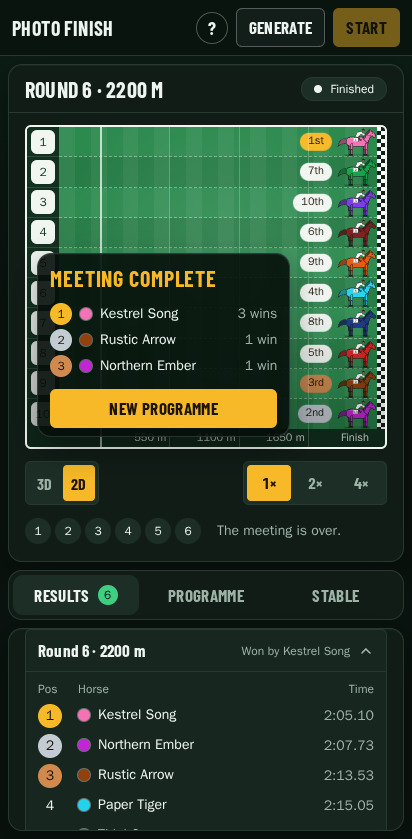 PHOTO FINISH ? GENERATE START
ROUND 6 · 2200 M Finished
1 1st
2 7th
3 10th
4 6th
9th
4th
8th
5th
3rd
2nd
MEETING COMPLETE
1 Kestrel Song 3 wins
2 Rustic Arrow 1 win
3 Northern Ember 1 win
NEW PROGRAMME
550 m 1100 m 1650 m Finish
3D 2D 1× 2× 4×
1 2 3 4 5 6 The meeting is over.
RESULTS 6 PROGRAMME STABLE
Round 6 · 2200 m Won by Kestrel Song
Pos Horse Time
1 Kestrel Song 2:05.10
2 Northern Ember 2:07.73
3 Rustic Arrow 2:13.53
4 Paper Tiger 2:15.05